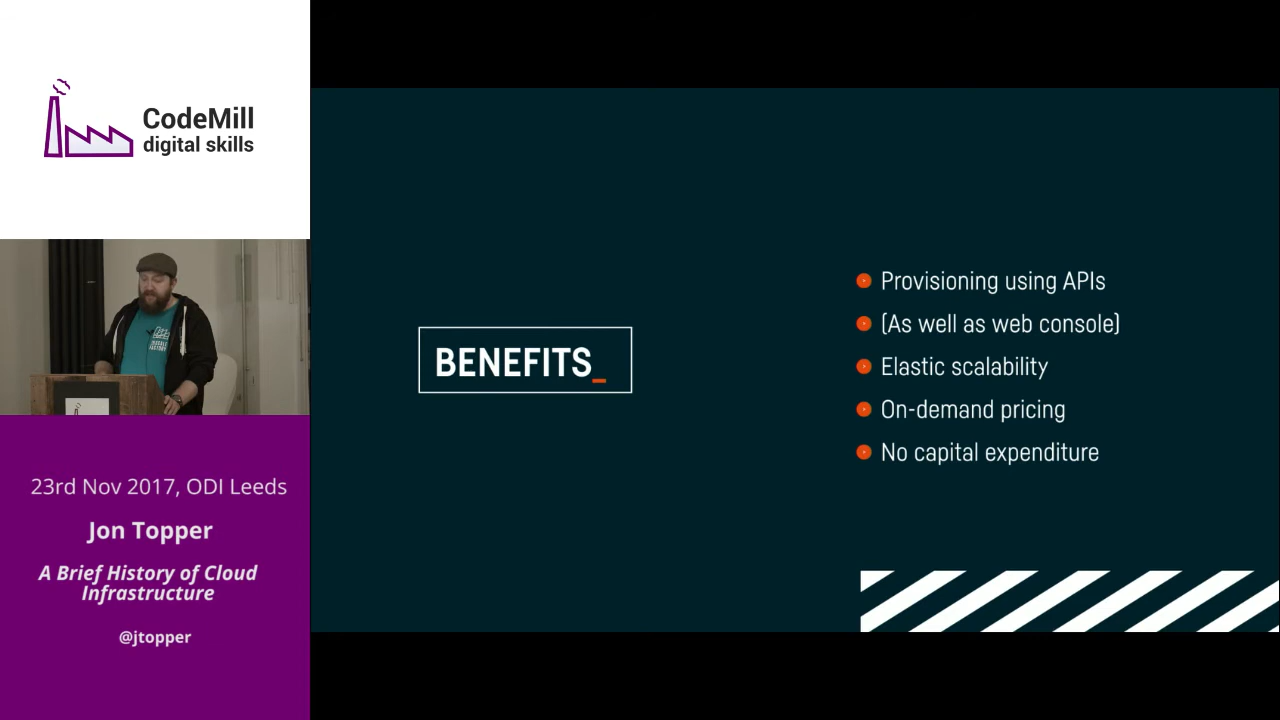 CodeMill
digital skills
23rd Nov 2017, ODI Leeds
Jon Topper
A Brief History of Cloud
Infrastructure
@jtopper
BENEFITS_
Provisioning using APIs
(As well as web console)
Elastic scalability
On-demand pricing
No capital expenditure